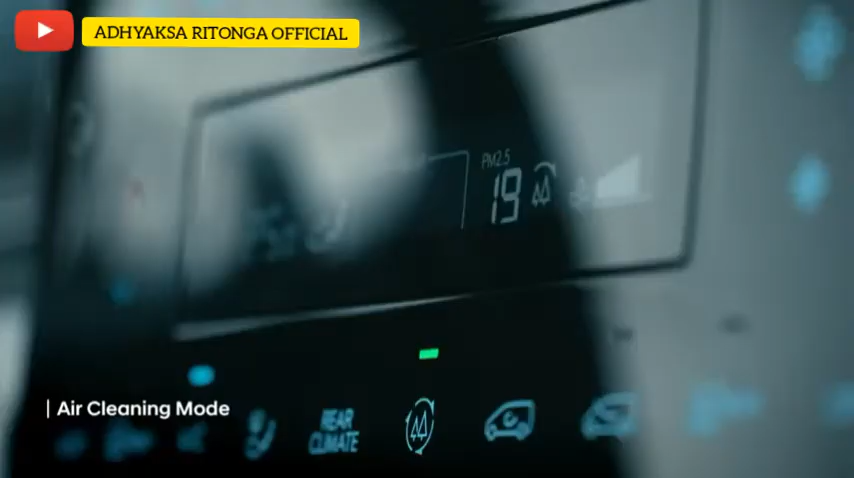 ADHYAKSA RITONGA OFFICIAL
PM2.5
19
Air Cleaning Mode
REAR
CLIMATE